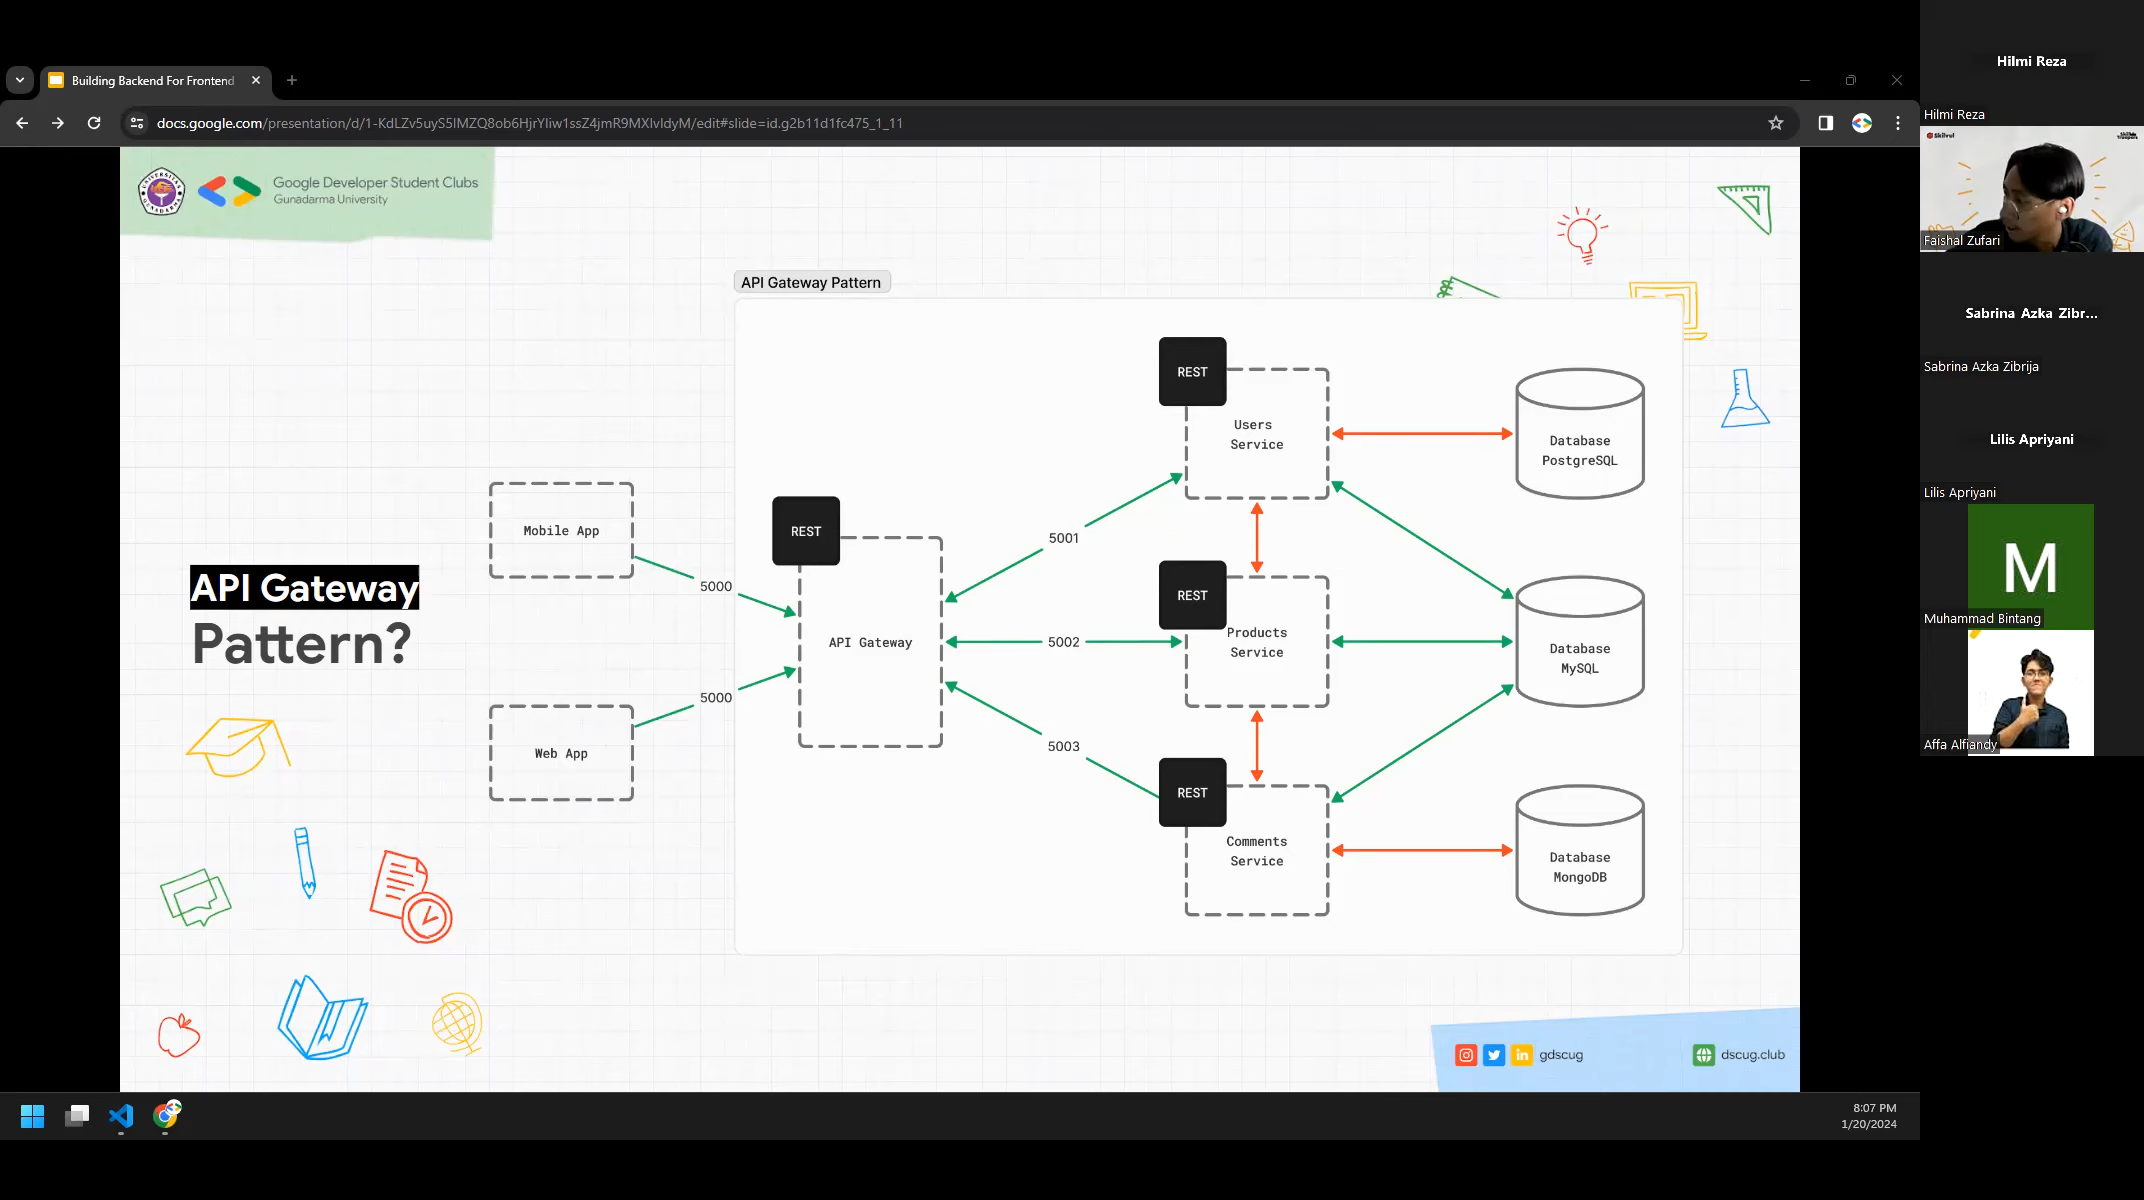 Building Backend For Frontend
docs.google.com/presentation/d/1-KdLZv5uyS5lMZQ8ob6HjrYliw1ssZ4jmR9MXlvldyM/edit#slide=id.g2b11d1fc475_1_11
Google Developer Student Clubs
Gunadarma University
API Gateway Pattern
API Gateway
Pattern?
Mobile App
Web App
5000
5000
REST
API Gateway
5001
5002
5003
REST
Users
Service
REST
Products
Service
REST
Comments
Service
Database
PostgreSQL
Database
MySQL
Database
MongoDB
gdscug
dscug.club
8:07 PM
1/20/2024
Hilmi Reza
Hilmi Reza
Skilvul
Faishal Zufari
Sabrina Azka Zibr...
Sabrina Azka Zibrija
Lilis Apriyani
Lilis Apriyani
M
Muhammad Bintang
Affa Alfiandy